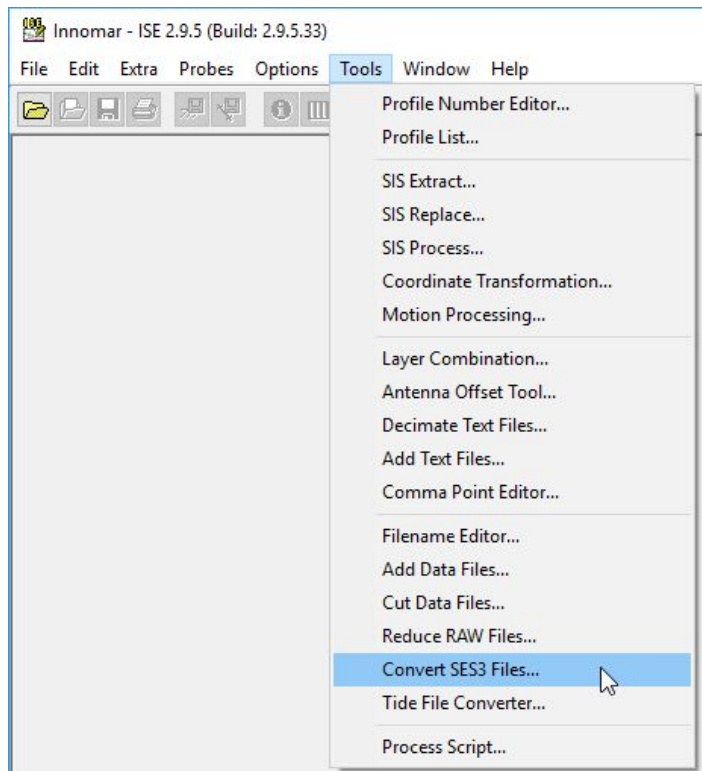 Innomar - ISE 2.9.5 (Build: 2.9.5.33)
File Edit Extra Probes Options Tools Window Help
Profile Number Editor...
Profile List...
SIS Extract...
SIS Replace...
SIS Process...
Coordinate Transformation...
Motion Processing...
Layer Combination...
Antenna Offset Tool...
Decimate Text Files...
Add Text Files...
Comma Point Editor...
Filename Editor...
Add Data Files...
Cut Data Files...
Reduce RAW Files...
Convert SES3 Files...
Tide File Converter...
Process Script...